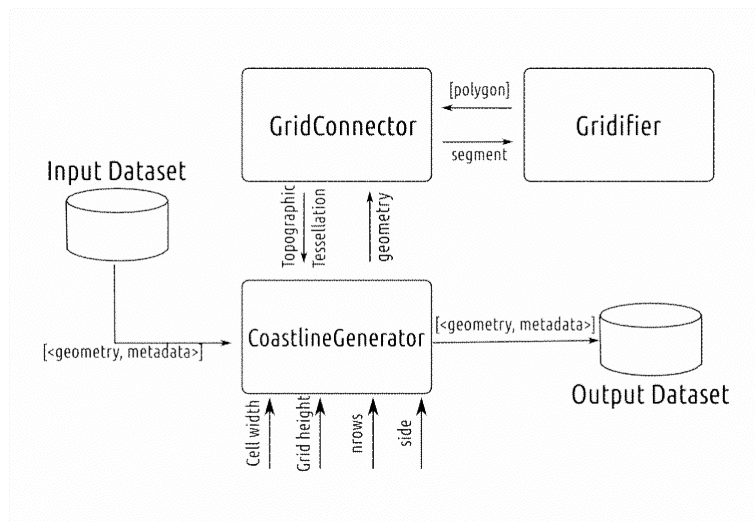 [polygon]
GridConnector
Gridifier
segment
Input Dataset
Topographic
Tessellation
geometry
[<geometry, metadata>]
CoastlineGenerator
[<geometry, metadata>]
Output Dataset
Cell width
Grid height
nrows
side